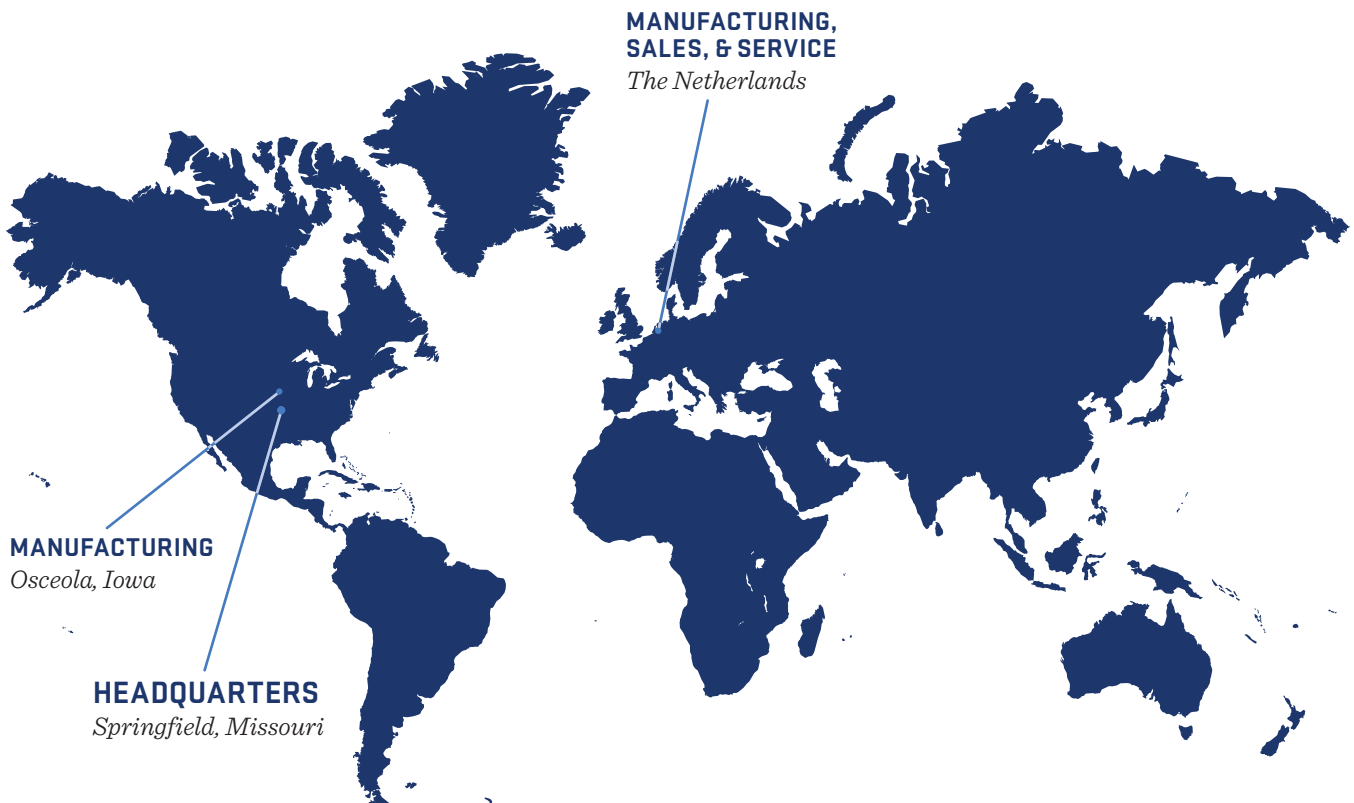 MANUFACTURING,
SALES, & SERVICE
The Netherlands
MANUFACTURING
Osceola, Iowa
HEADQUARTERS
Springfield, Missouri